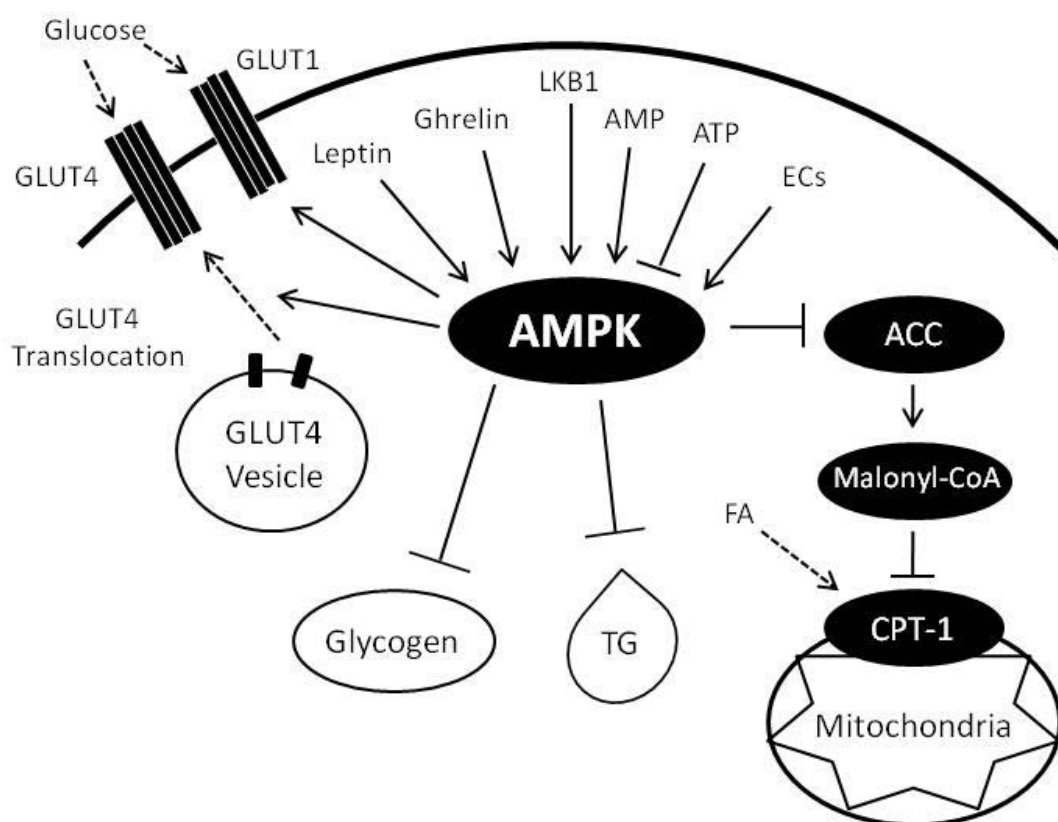 Glucose
GLUT1
GLUT4
Leptin
Ghrelin
LKB1
AMP
ATP
ECs
GLUT4
Translocation
AMPK
ACC
GLUT4
Vesicle
Malonyl-CoA
FA
Glycogen
TG
CPT-1
Mitochondria